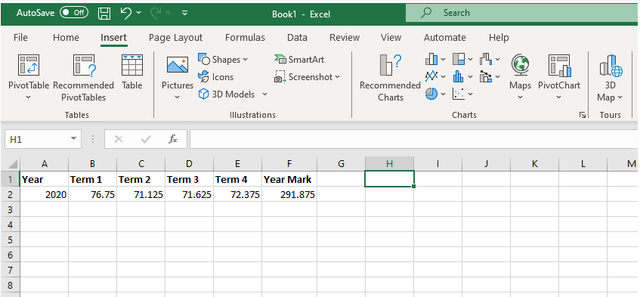 AutoSave Off Book1 - Excel Search
File Home Insert Page Layout Formulas Data Review View Automate Help
PivotTable Recommended PivotTables Table Pictures Shapes Icons 3D Models SmartArt Screenshot Recommended Charts Maps PivotChart 3D Map
Tables Illustrations Charts Tours
H1 fx
A B C D E F G H I J K L M
1 Year Term 1 Term 2 Term 3 Term 4 Year Mark
2 2020 76.75 71.125 71.625 72.375 291.875
3
4
5
6
7
8